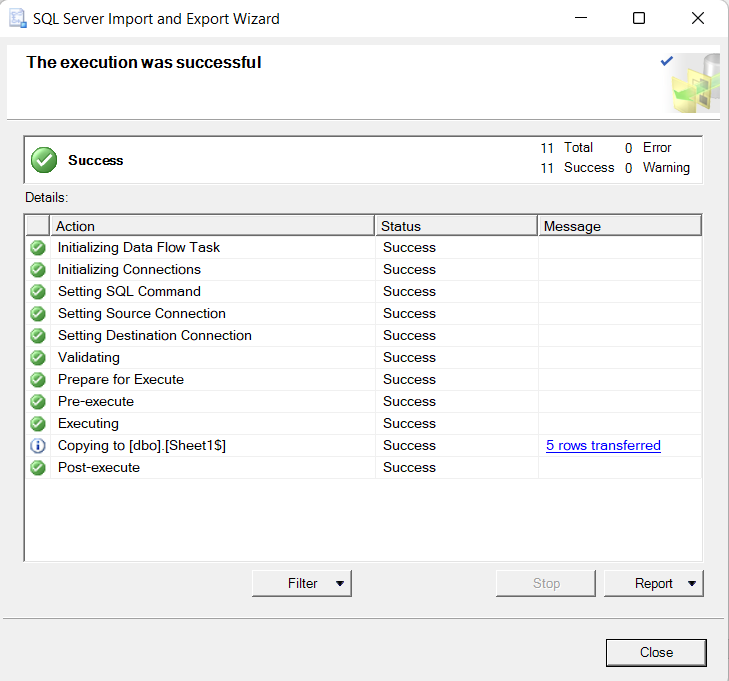 SQL Server Import and Export Wizard
The execution was successful
Success
11 Total 0 Error
11 Success 0 Warning
Details:
Action Status Message
Initializing Data Flow Task Success
Initializing Connections Success
Setting SQL Command Success
Setting Source Connection Success
Setting Destination Connection Success
Validating Success
Prepare for Execute Success
Pre-execute Success
Executing Success
Copying to [dbo].[Sheet1$] Success 5 rows transferred
Post-execute Success
Filter Stop Report
Close